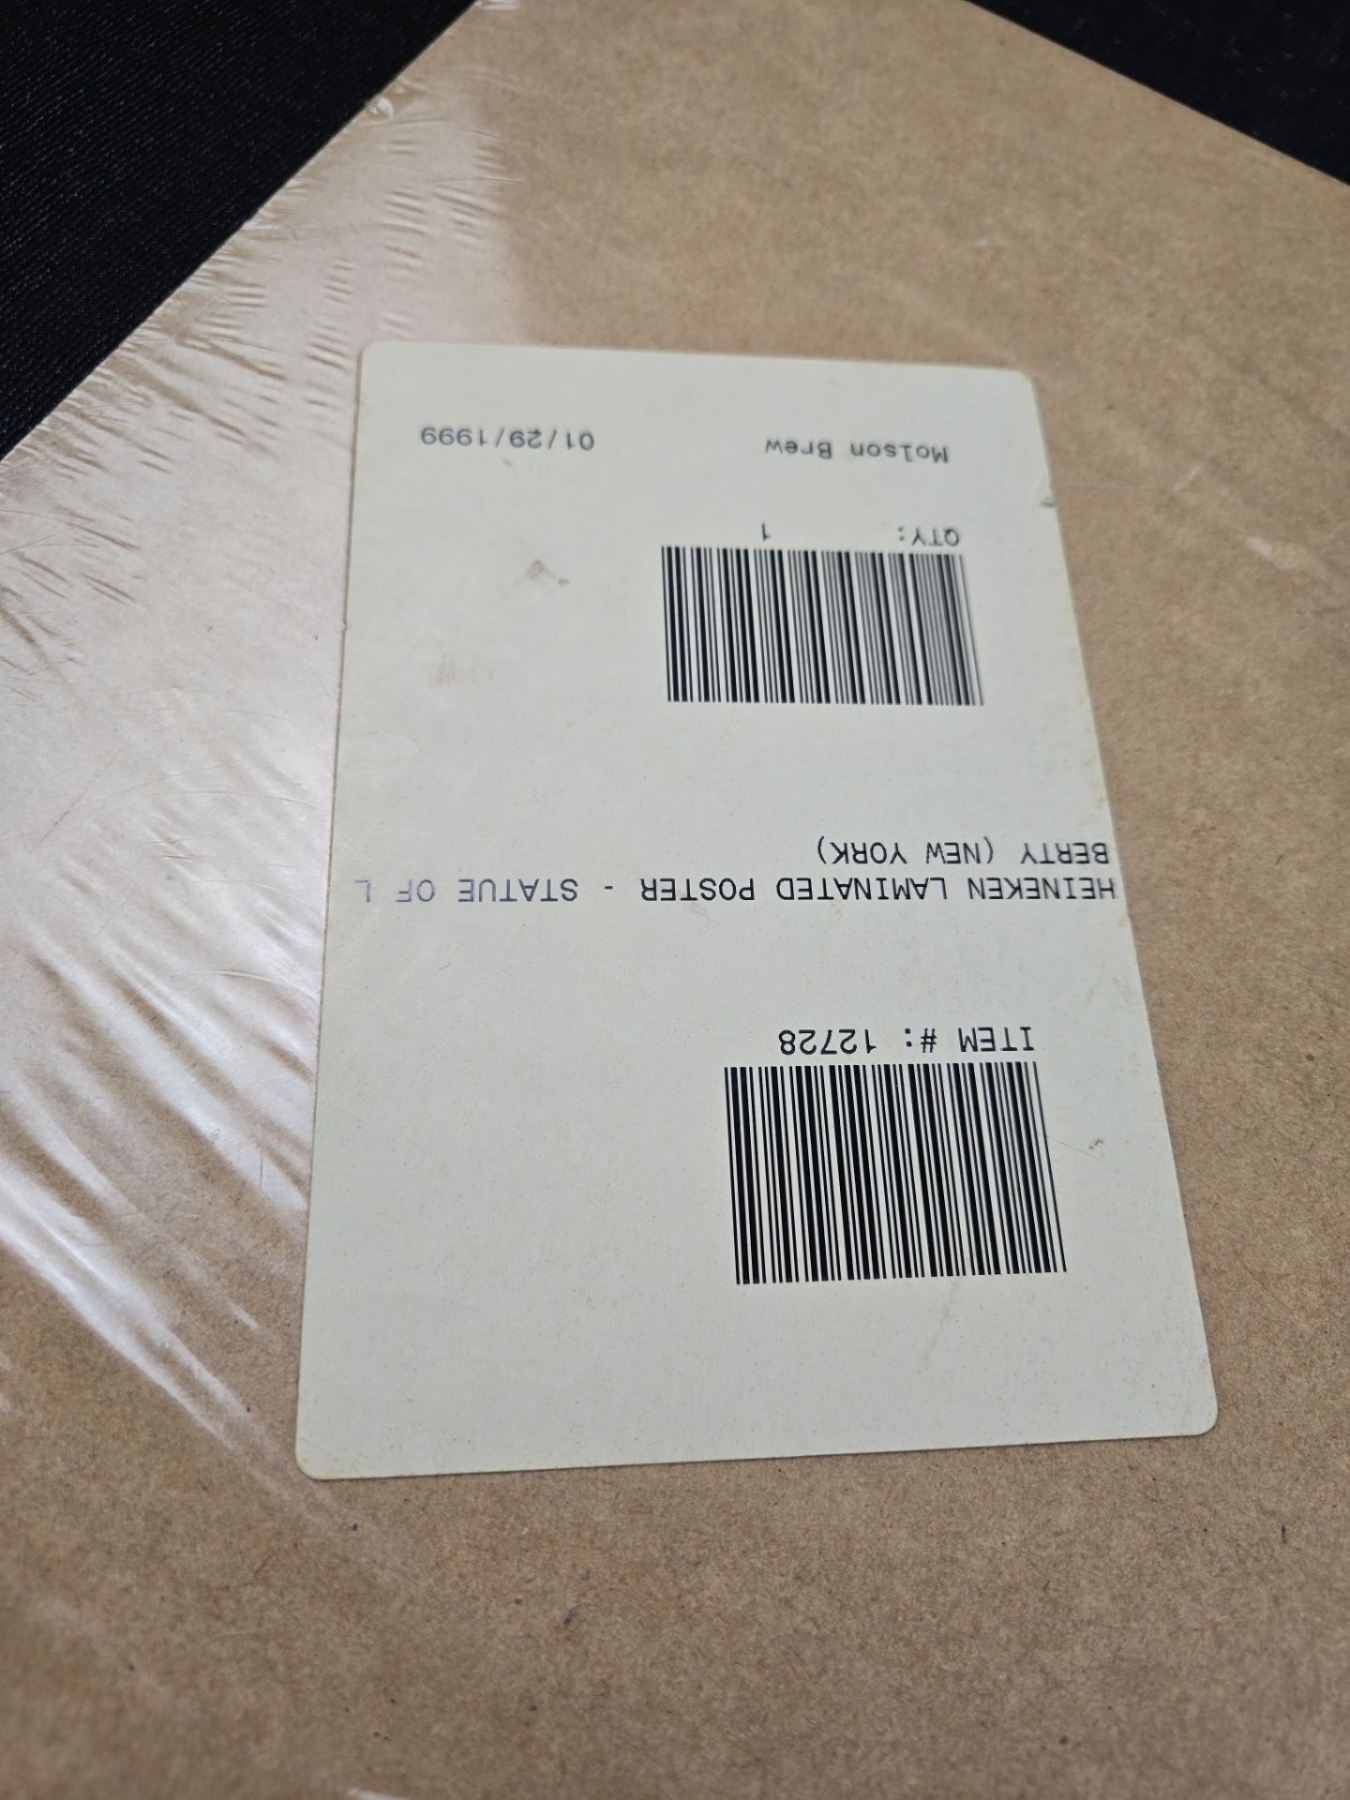 ITEM #: 12728
HEINEKEN LAMINATED POSTER - STATUE OF L
BERTY (NEW YORK)
QTY: 1
Molson Brew 01/29/1999